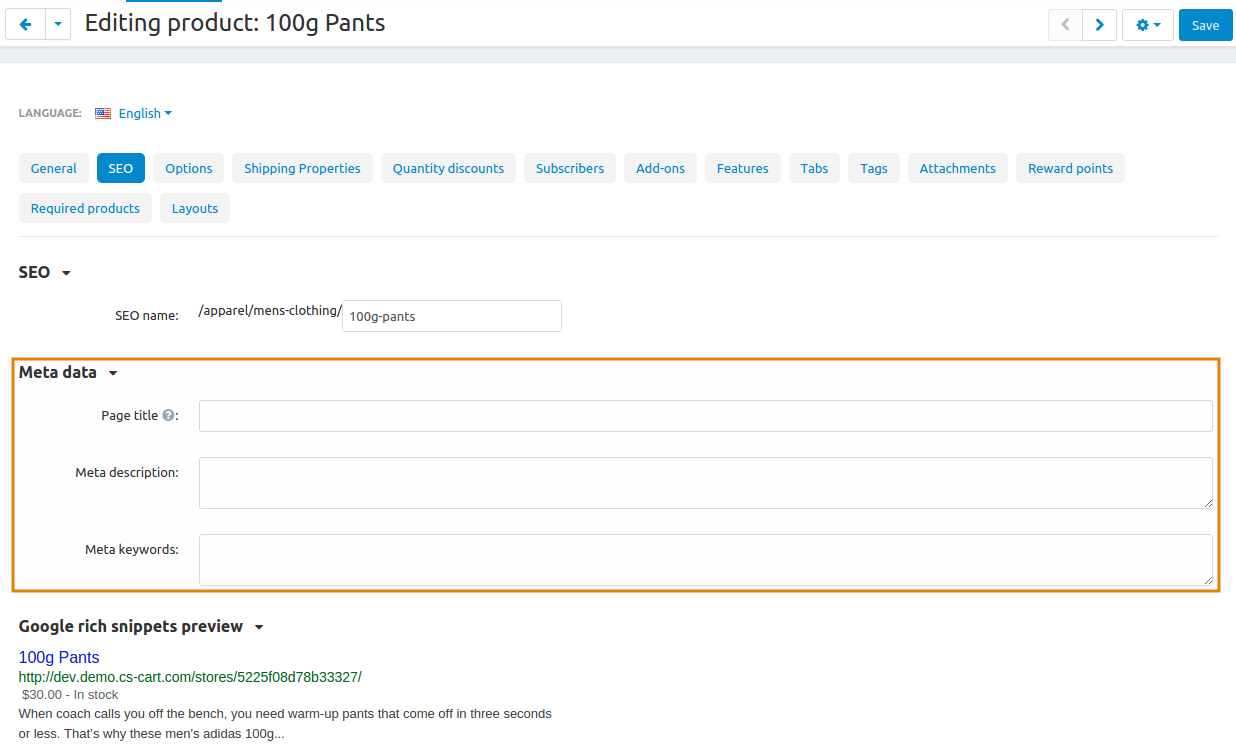 Editing product: 100g Pants
Save
LANGUAGE: English
General SEO Options Shipping Properties Quantity discounts Subscribers Add-ons Features Tabs Tags Attachments Reward points
Required products Layouts
SEO
SEO name: /apparel/mens-clothing/ 100g-pants
Meta data
Page title ?:
Meta description:
Meta keywords:
Google rich snippets preview
100g Pants
http://dev.demo.cs-cart.com/stores/5225f08d78b33327/
$30.00 - In stock
When coach calls you off the bench, you need warm-up pants that come off in three seconds
or less. That's why these men's adidas 100g...